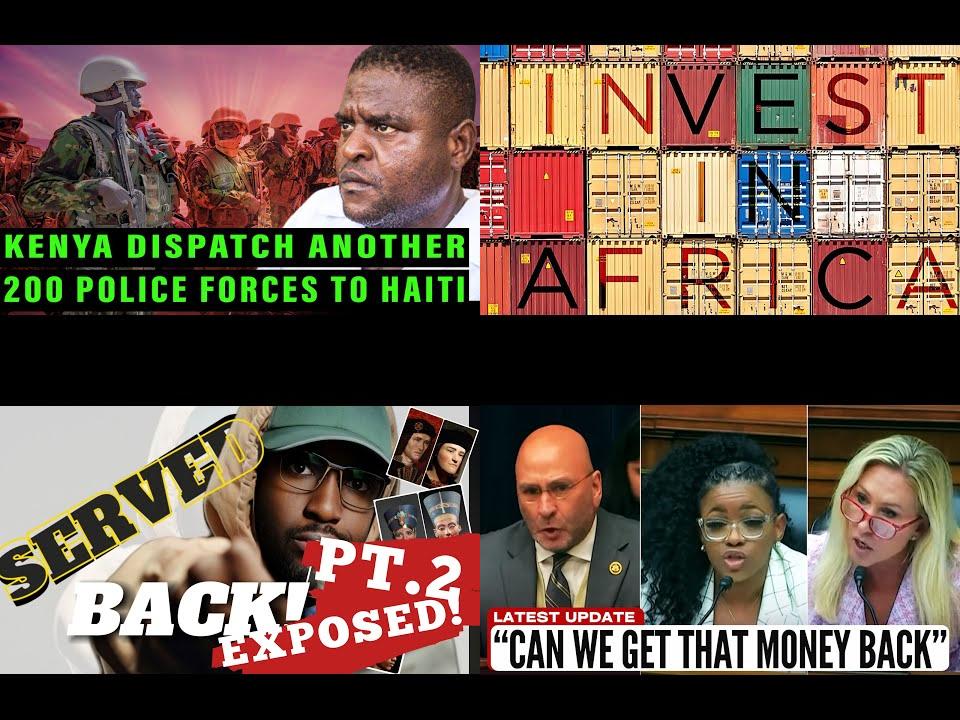 KENYA DISPATCH ANOTHER
200 POLICE FORCES TO HAITI
INVEST
IN
AFRICA
SERVED
BACK!
PT.2
EXPOSED!
LATEST UPDATE
“CAN WE GET THAT MONEY BACK”